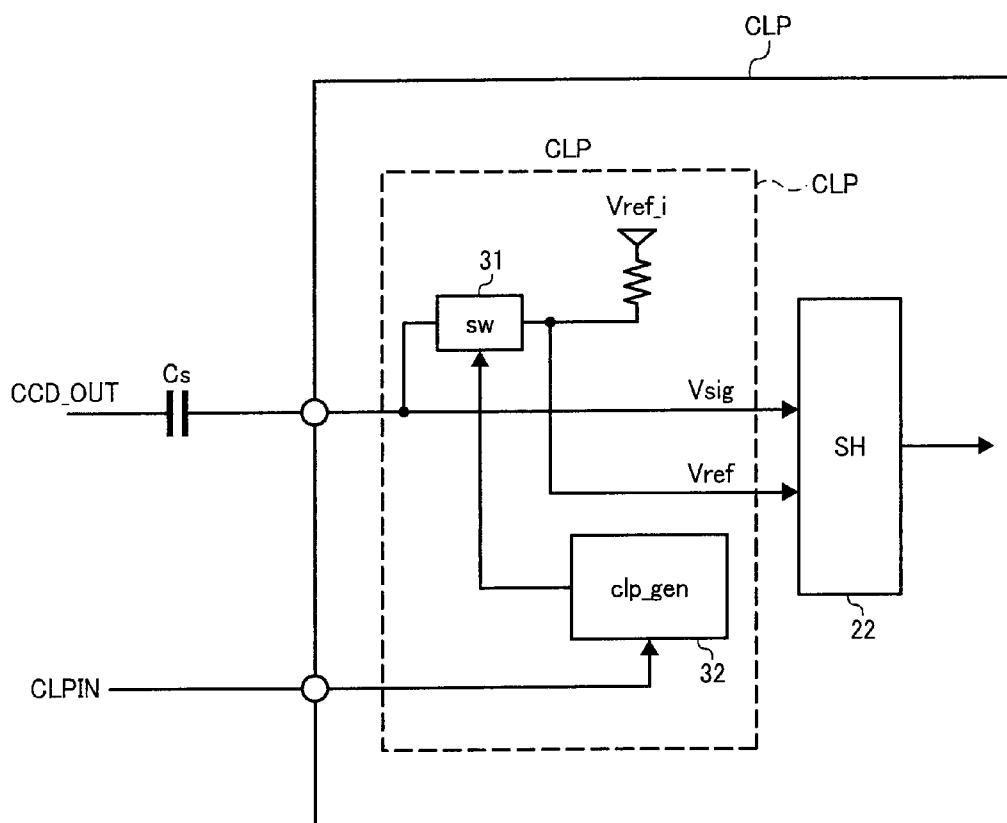 CLP
CLP
CLP
Vref_i
31
sw
Cs
CCD_OUT
Vsig
SH
Vref
clp_gen
22
32
CLPIN